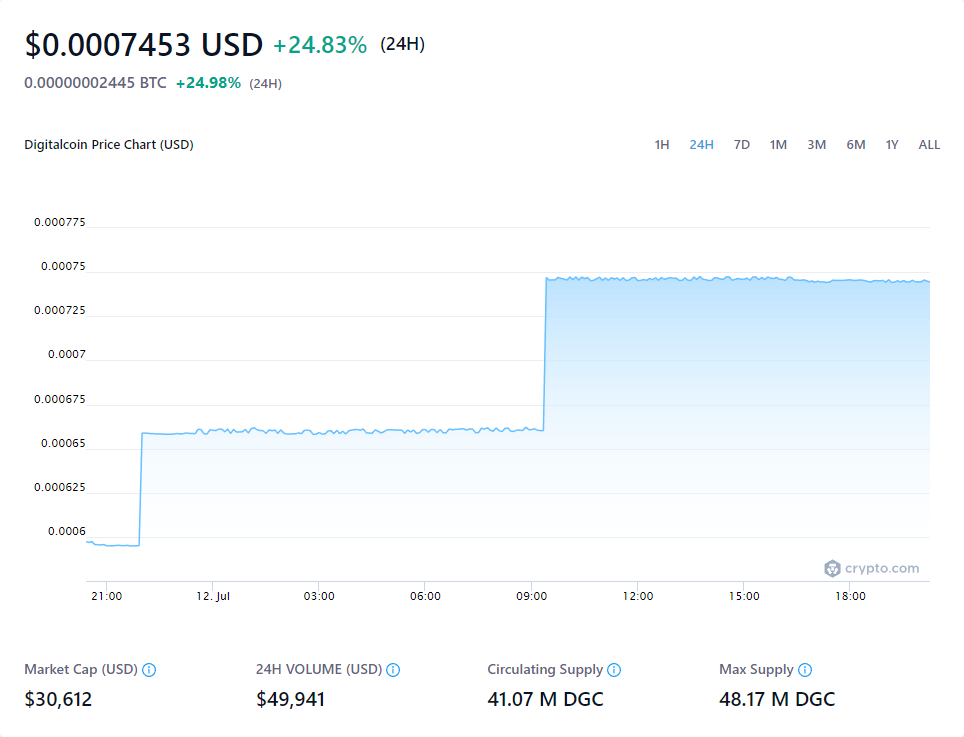 $0.0007453 USD +24.83% (24H)
0.00000002445 BTC +24.98% (24H)
Digitalcoin Price Chart (USD) 1H 24H 7D 1M 3M 6M 1Y ALL
0.000775
0.00075
0.000725
0.0007
0.000675
0.00065
0.000625
0.0006
crypto.com
21:00 12. Jul 03:00 06:00 09:00 12:00 15:00 18:00
Market Cap (USD) 24H VOLUME (USD) Circulating Supply Max Supply
$30,612 $49,941 41.07 M DGC 48.17 M DGC